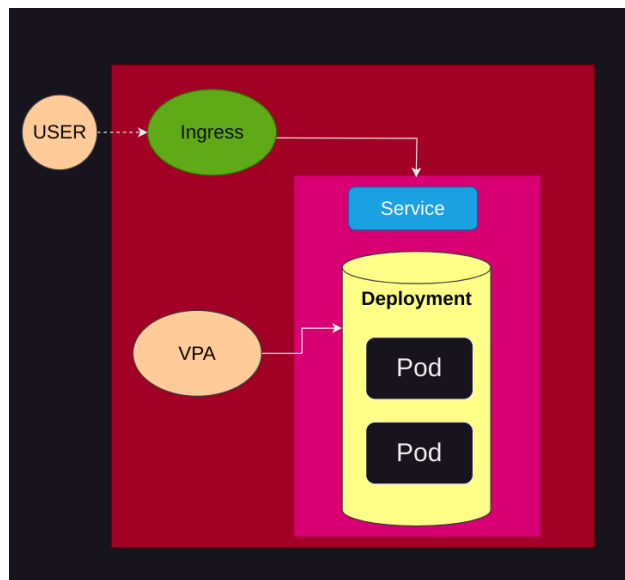 USER
Ingress
Service
Deployment
VPA
Pod
Pod